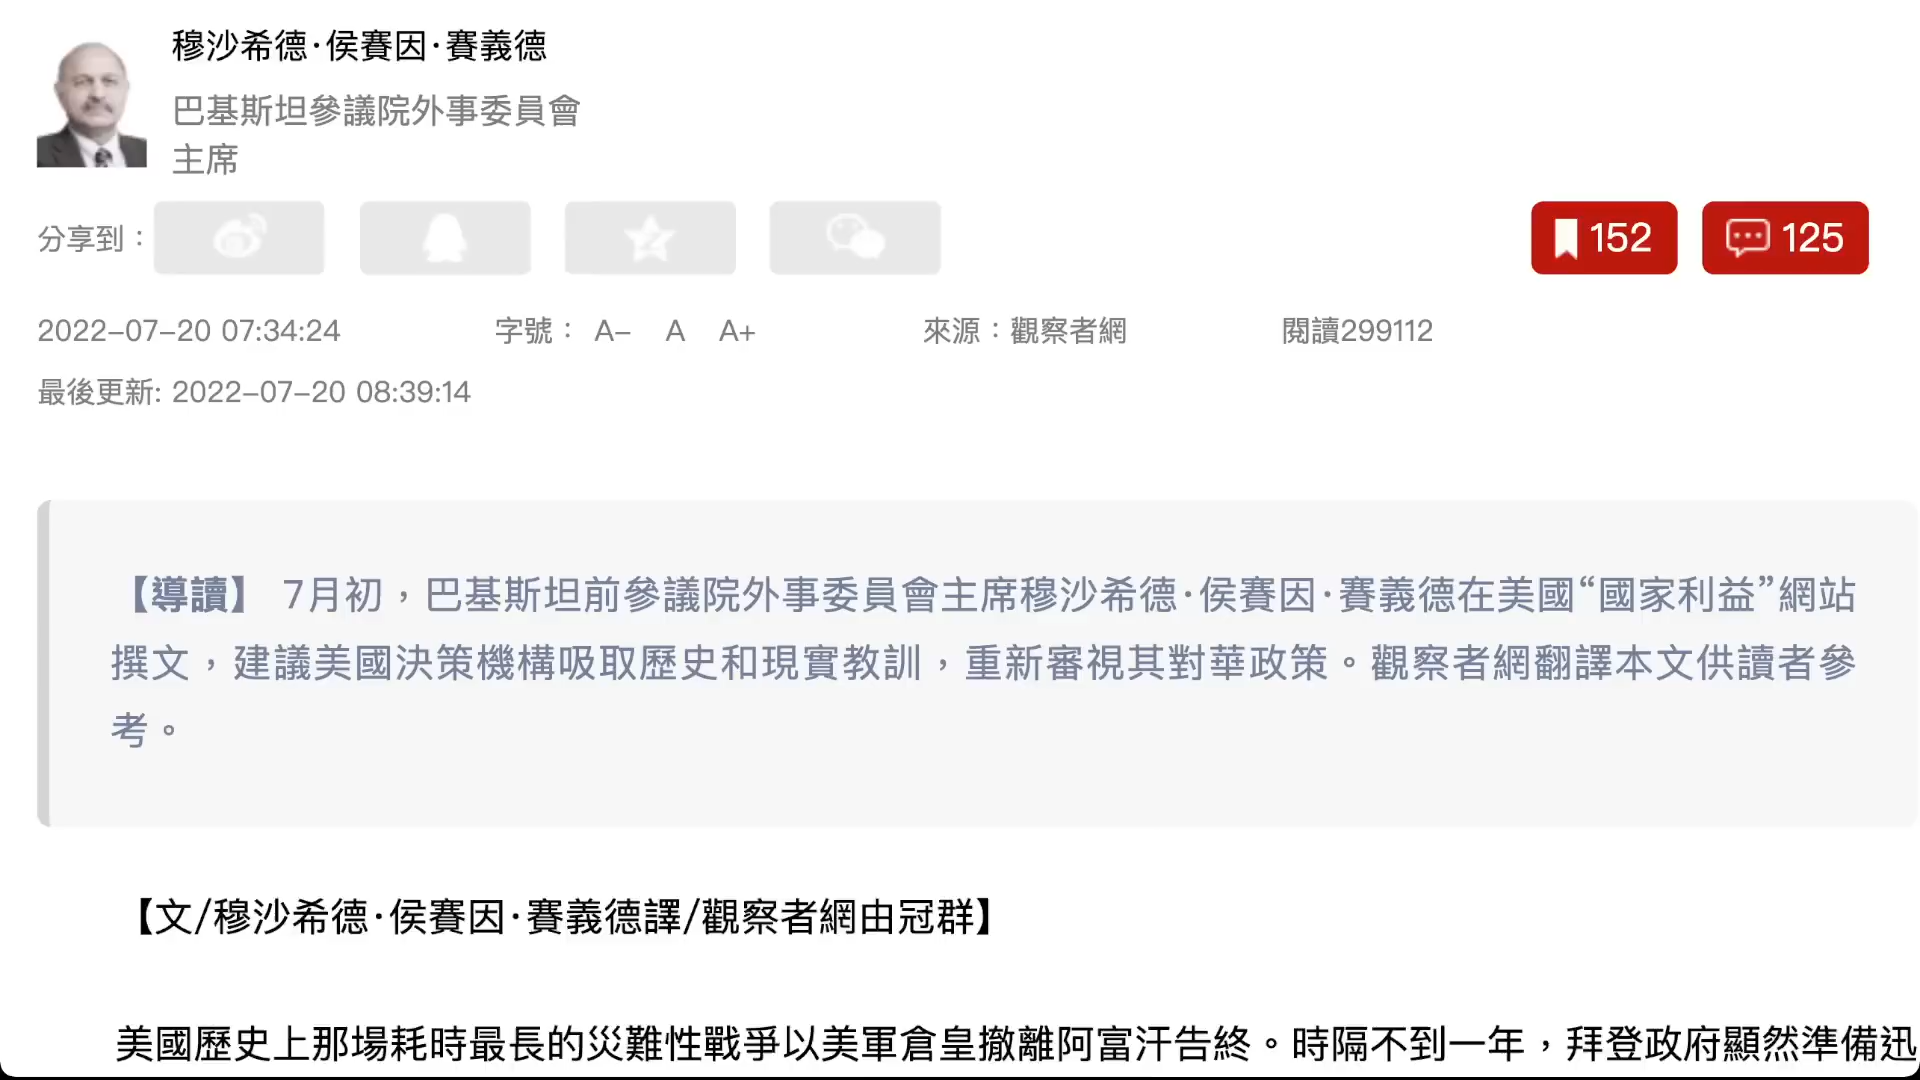 穆沙希德·侯賽因·賽義德
巴基斯坦參議院外事委員會
主席
分享到：
152
125
2022-07-20 07:34:24
字號： A- A A+
來源：觀察者網
閱讀299112
最後更新: 2022-07-20 08:39:14
【導讀】 7月初，巴基斯坦前參議院外事委員會主席穆沙希德·侯賽因·賽義德在美國“國家利益”網站
撰文，建議美國決策機構吸取歷史和現實教訓，重新審視其對華政策。觀察者網翻譯本文供讀者參
考。
【文/穆沙希德·侯賽因·賽義德譯/觀察者網由冠群】
美國歷史上那場耗時最長的災難性戰爭以美軍倉皇撤離阿富汗告終。時隔不到一年，拜登政府顯然準備迅